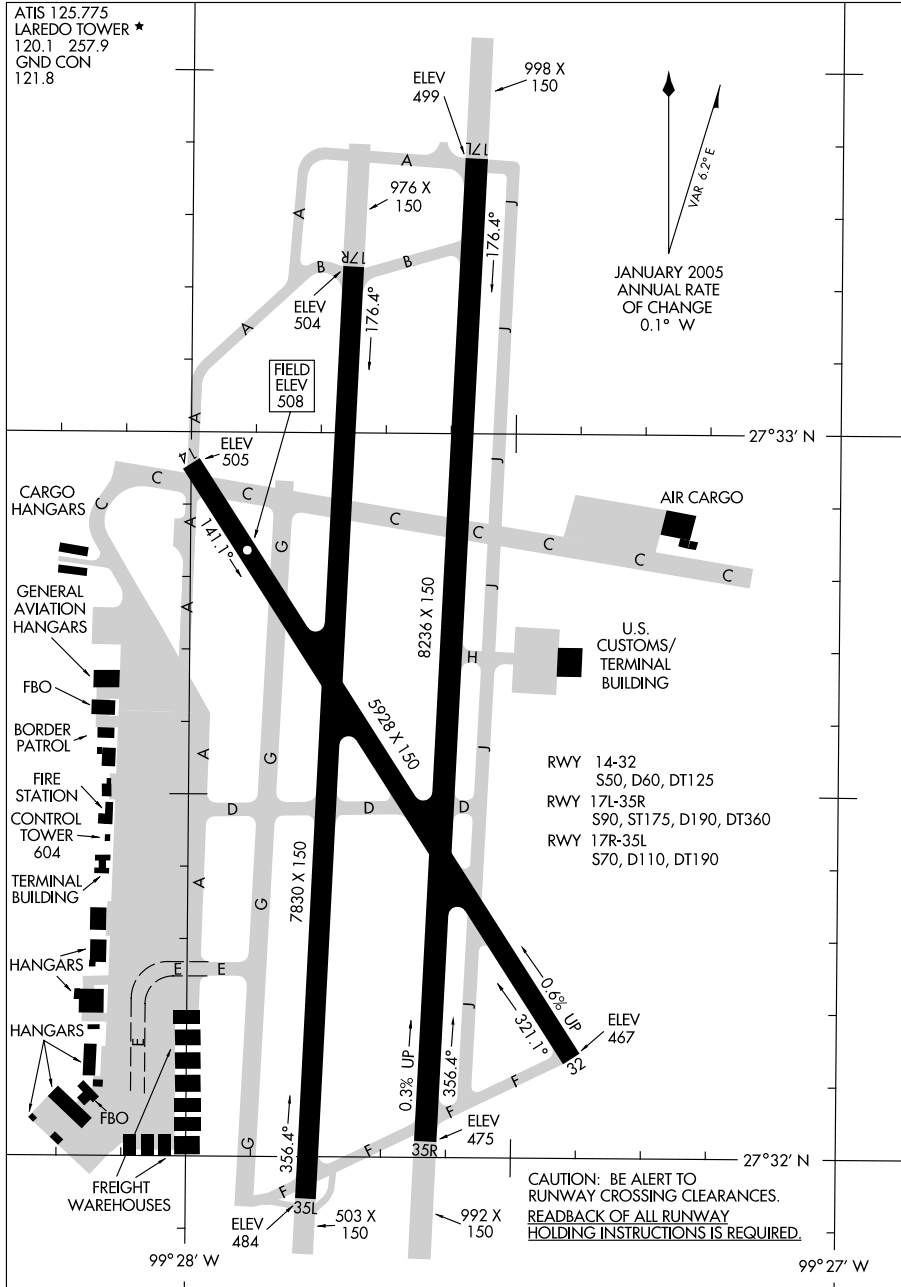 ATIS 125.775
LAREDO TOWER ★
120.1 257.9
GND CON
121.8
ELEV
499
998 X
150
VAR 6.2° E
JANUARY 2005
ANNUAL RATE
OF CHANGE
0.1° W
17L
A
A
976 X
150
J
176.4°
17R
B
B
ELEV
504
176.4°
A
J
FIELD
ELEV
508
A
27°33' N
14
ELEV
505
J
C
C
C
C
C
C
C
C
CARGO
HANGARS
AIR CARGO
A
141.1°
G
A
J
8236 X 150
GENERAL
AVIATION
HANGARS
U.S.
CUSTOMS/
TERMINAL
BUILDING
H
FBO
5928 X 150
BORDER
PATROL
A
G
J
RWY 14-32
S50, D60, DT125
RWY 17L-35R
S90, ST175, D190, DT360
RWY 17R-35L
S70, D110, DT190
FIRE
STATION
CONTROL
TOWER
604
D
D
D
TERMINAL
BUILDING
A
7830 X 150
G
HANGARS
E
E
E
0.6% UP
321.1°
J
ELEV
467
32
HANGARS
0.3% UP
356.4°
F
FBO
G
356.4°
F
F
35R
ELEV
475
27°32' N
FREIGHT
WAREHOUSES
35L
ELEV
484
503 X
150
992 X
150
CAUTION: BE ALERT TO
RUNWAY CROSSING CLEARANCES.
READBACK OF ALL RUNWAY
HOLDING INSTRUCTIONS IS REQUIRED.
99° 28' W
99° 27' W